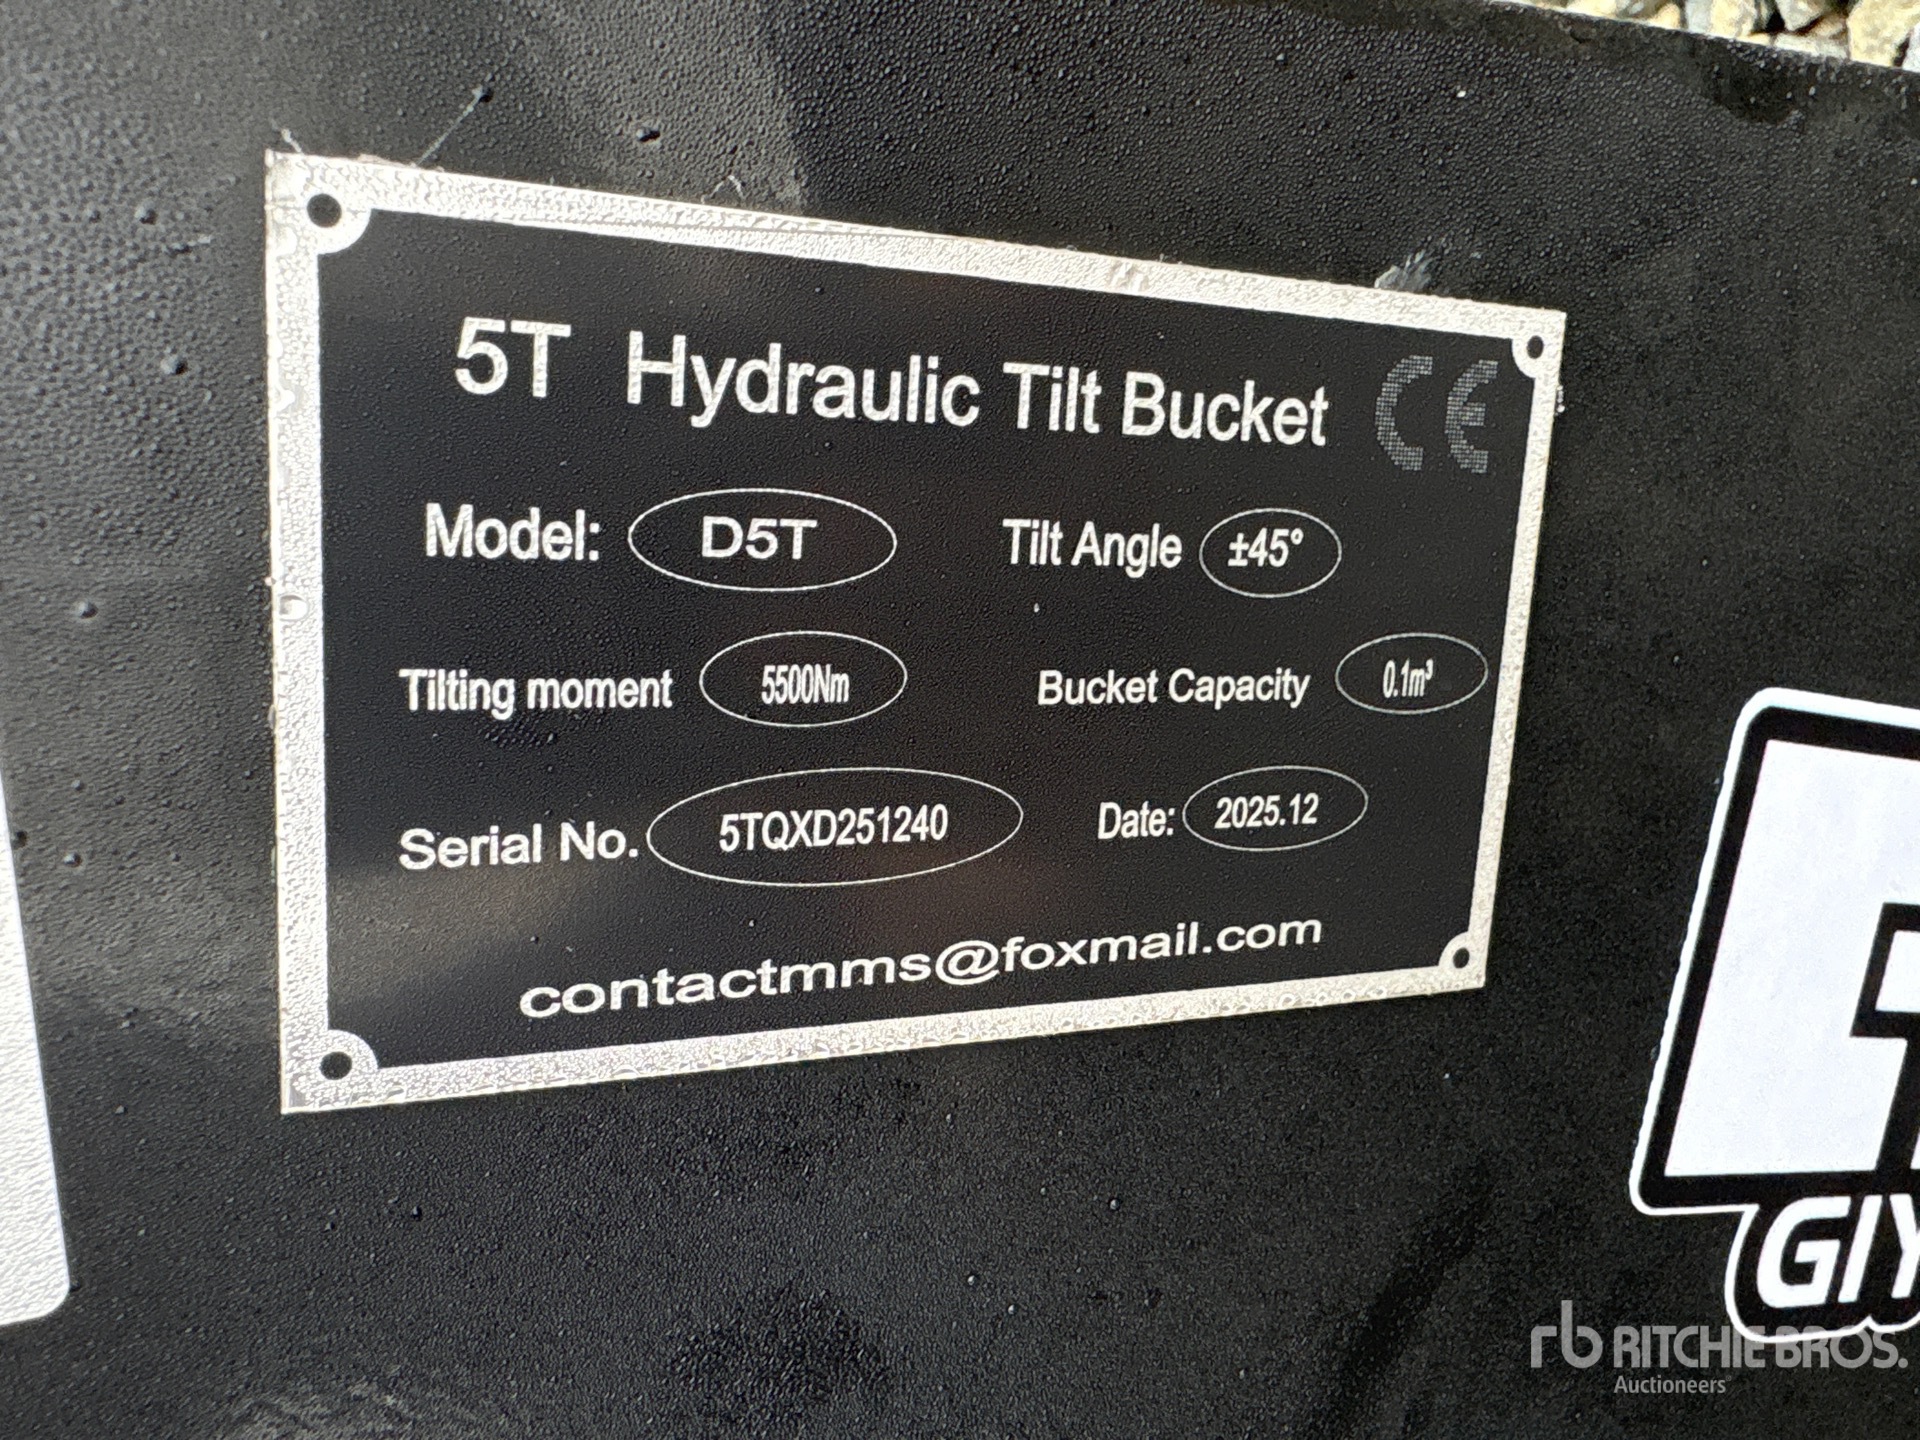 5T Hydraulic Tilt Bucket CE
Model: D5T Tilt Angle ±45°
Tilting moment 5500Nm Bucket Capacity 0.1m³
Serial No. 5TQXD251240 Date: 2025.12
contactmms@foxmail.com
rb RITCHIE BROS.
Auctioneers